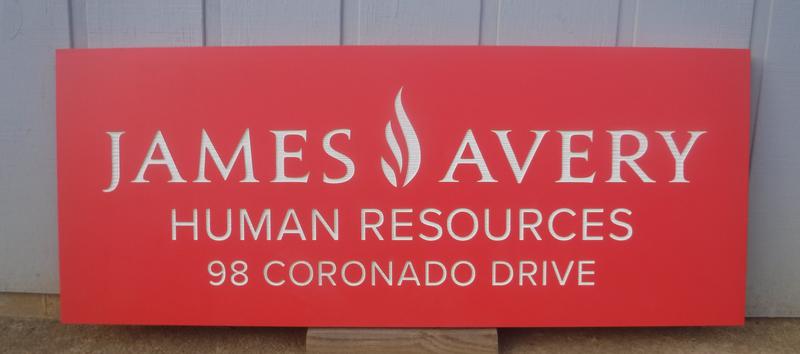 JAMES AVERY
HUMAN RESOURCES
98 CORONADO DRIVE